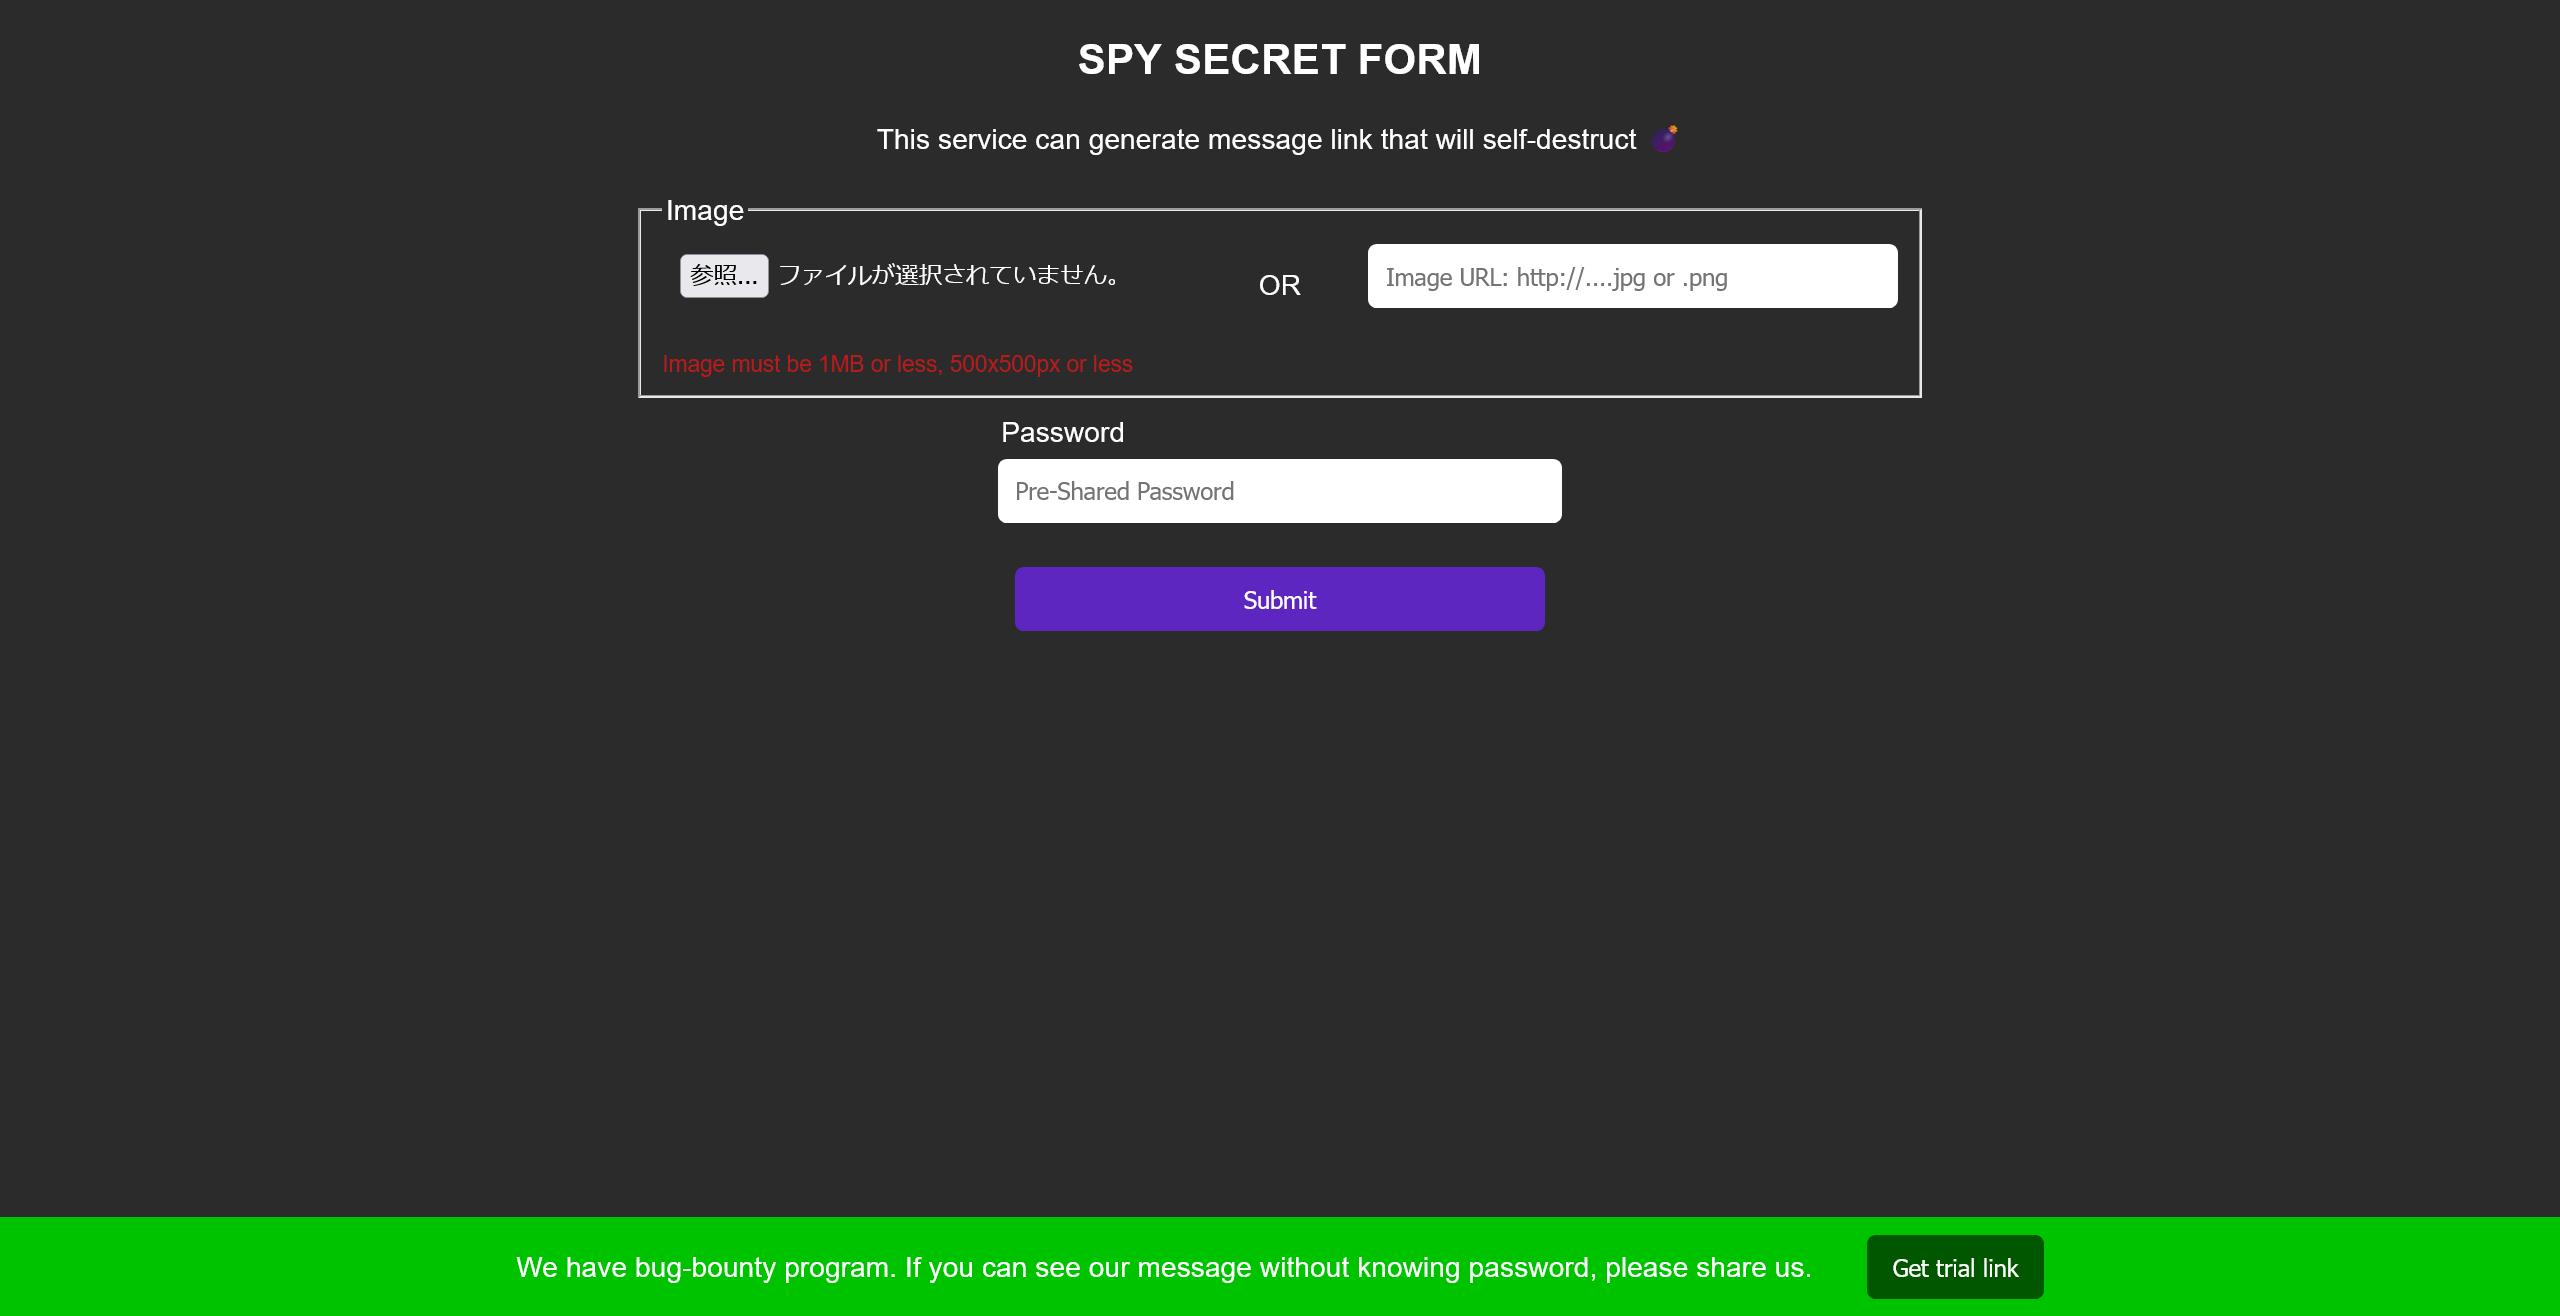 SPY SECRET FORM
This service can generate message link that will self-destruct 💣
Image
参照... ファイルが選択されていません。
OR
Image URL: http://....jpg or .png
Image must be 1MB or less, 500x500px or less
Password
Pre-Shared Password
Submit
We have bug-bounty program. If you can see our message without knowing password, please share us.
Get trial link